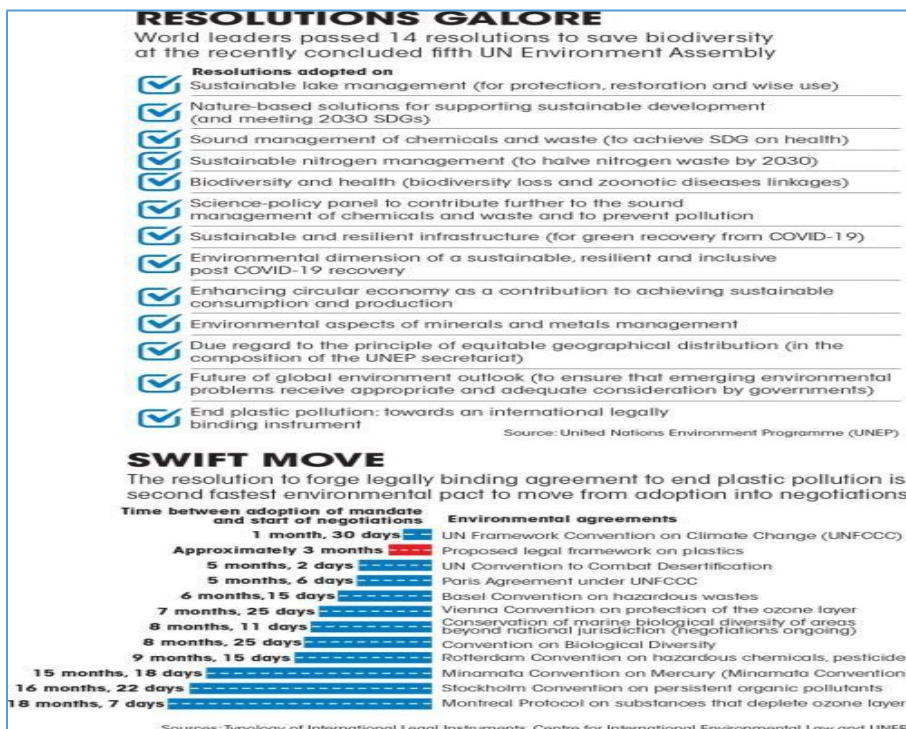 RESOLUTIONS GALORE
World leaders passed 14 resolutions to save biodiversity
at the recently concluded fifth UN Environment Assembly
Resolutions adopted on
Sustainable lake management (for protection, restoration and wise use)
Nature-based solutions for supporting sustainable development
(and meeting 2030 SDGs)
Sound management of chemicals and waste (to achieve SDG on health)
Sustainable nitrogen management (to halve nitrogen waste by 2030)
Biodiversity and health (biodiversity loss and zoonotic diseases linkages)
Science-policy panel to contribute further to the sound
management of chemicals and waste and to prevent pollution
Sustainable and resilient infrastructure (for green recovery from COVID-19)
Environmental dimension of a sustainable, resilient and inclusive
post COVID-19 recovery
Enhancing circular economy as a contribution to achieving sustainable
consumption and production
Environmental aspects of minerals and metals management
Due regard to the principle of equitable geographical distribution (in the
composition of the UNEP secretariat)
Future of global environment outlook (to ensure that emerging environmental
problems receive appropriate and adequate consideration by governments)
End plastic pollution: towards an international legally
binding instrument
Source: United Nations Environment Programme (UNEP)
SWIFT MOVE
The resolution to forge legally binding agreement to end plastic pollution is
second fastest environmental pact to move from adoption into negotiations
Time between adoption of mandate
and start of negotiations
Environmental agreements
1 month, 30 days UN Framework Convention on Climate Change (UNFCCC)
Approximately 3 months Proposed legal framework on plastics
5 months, 2 days UN Convention to Combat Desertification
5 months, 6 days Paris Agreement under UNFCCC
6 months,15 days Basel Convention on hazardous wastes
7 months, 25 days Vienna Convention on protection of the ozone layer
8 months, 11 days Conservation of marine biological diversity of areas
beyond national jurisdiction (negotiations ongoing)
8 months, 25 days Convention on Biological Diversity
9 months, 15 days Rotterdam Convention on hazardous chemicals, pesticide
15 months, 18 days Minamata Convention on Mercury (Minamata Convention
16 months, 22 days Stockholm Convention on persistent organic pollutants
18 months, 7 days Montreal Protocol on substances that deplete ozone layer
Sources: Typology of International Legal Instruments, Centre for International Environmental Law and UNEP